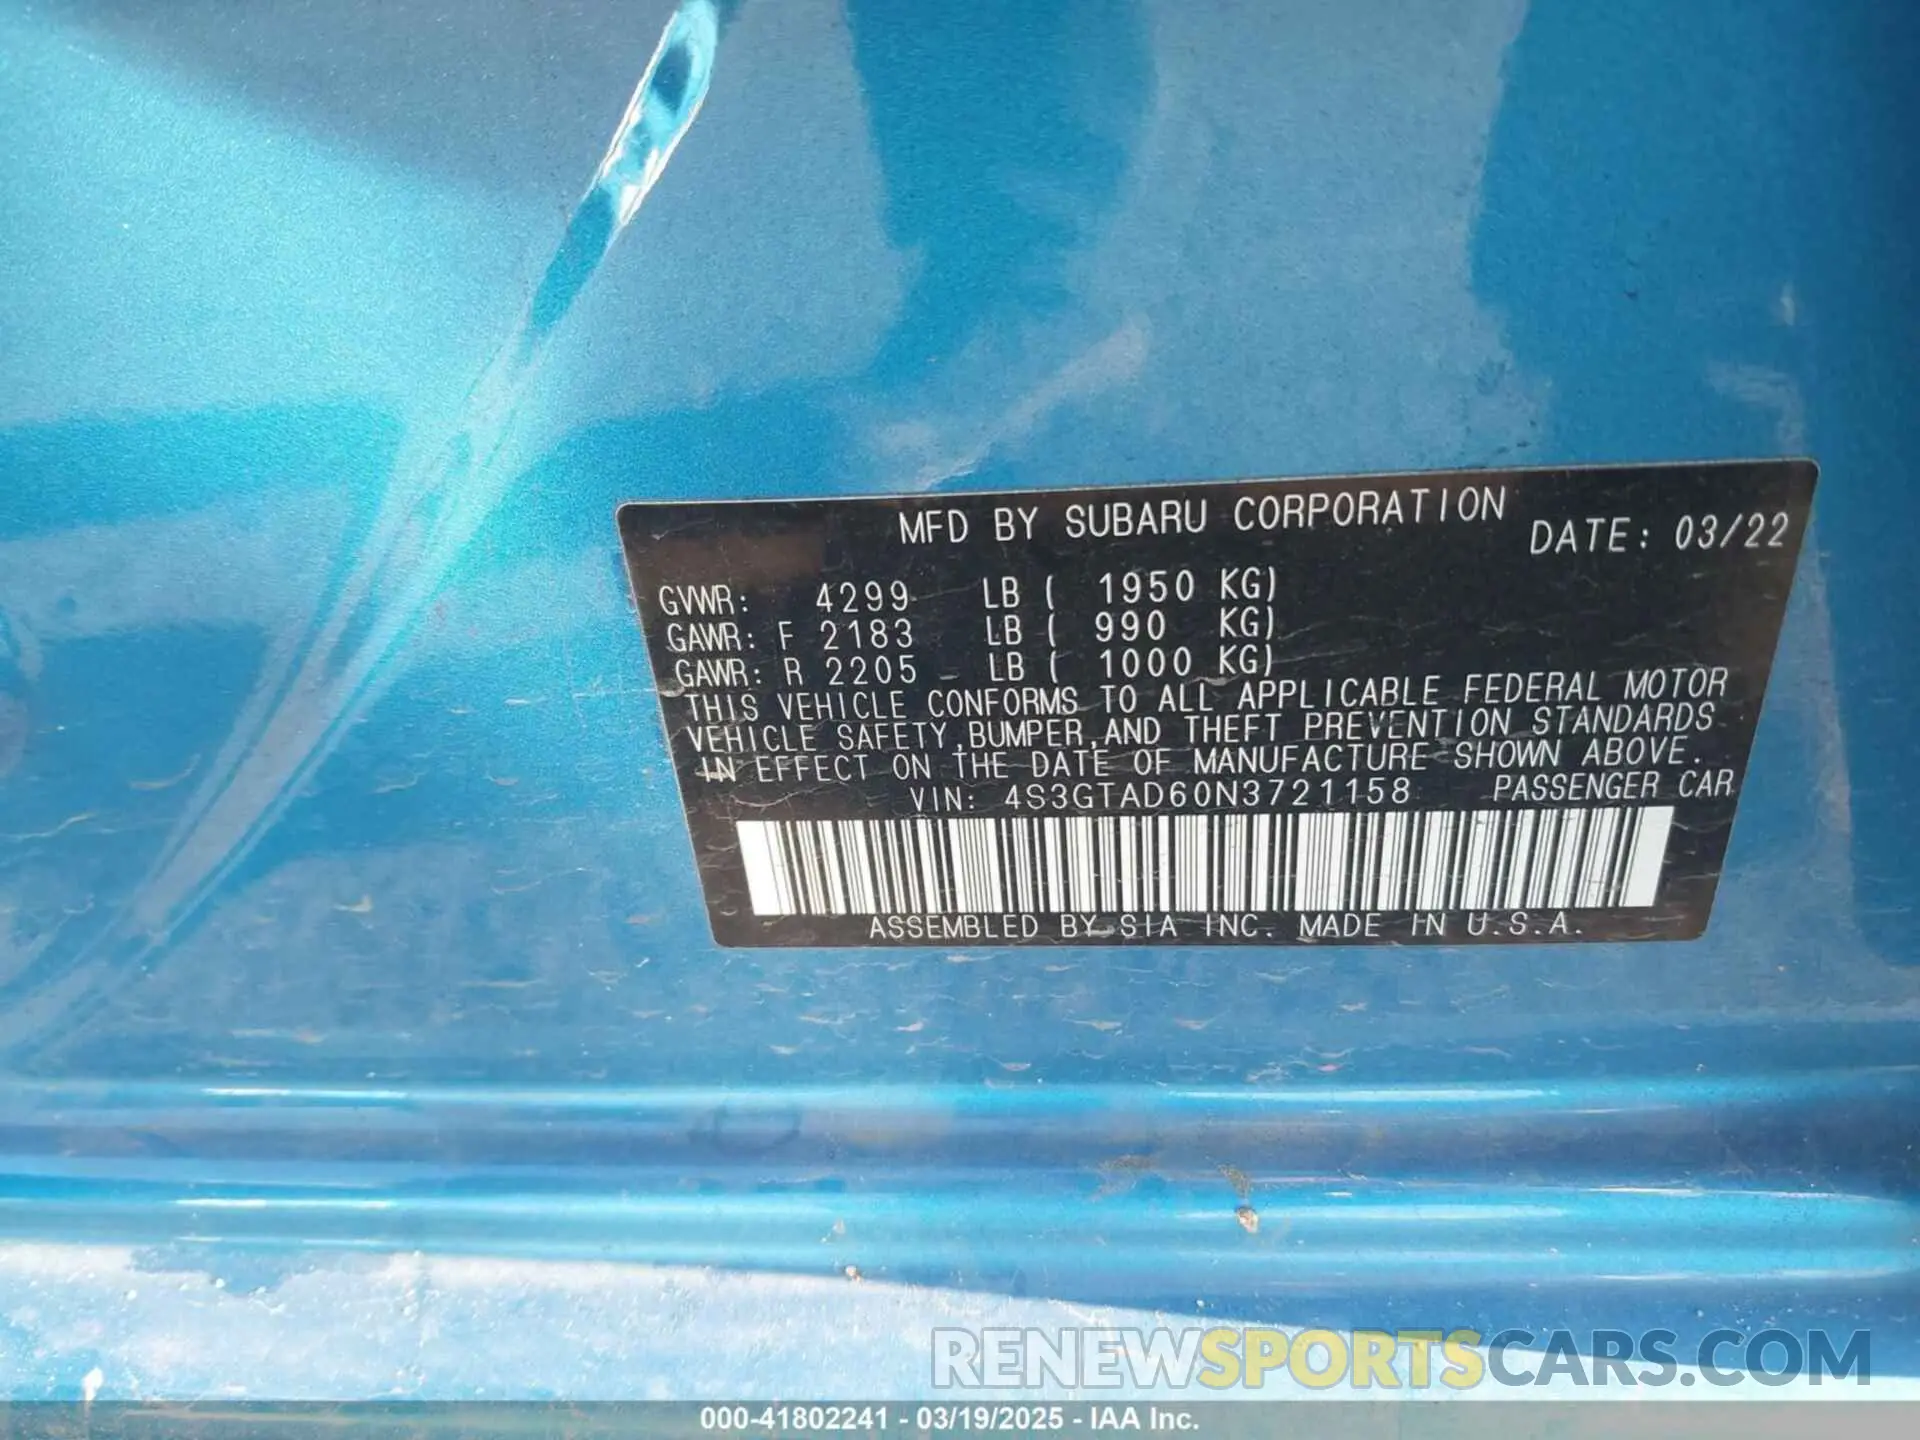 MFD BY SUBARU CORPORATION DATE: 03/22
GVWR: 4299 LB ( 1950 KG)
GAWR: F 2183 LB ( 990 KG)
GAWR: R 2205 LB ( 1000 KG)
THIS VEHICLE CONFORMS TO ALL APPLICABLE FEDERAL MOTOR
VEHICLE SAFETY,BUMPER,AND THEFT PREVENTION STANDARDS
IN EFFECT ON THE DATE OF MANUFACTURE SHOWN ABOVE.
VIN: 4S3GTAD60N3721158 PASSENGER CAR
ASSEMBLED BY SIA INC. MADE IN U.S.A.
RENEWSPORTSCARS.COM
000-41802241 - 03/19/2025 - IAA Inc.